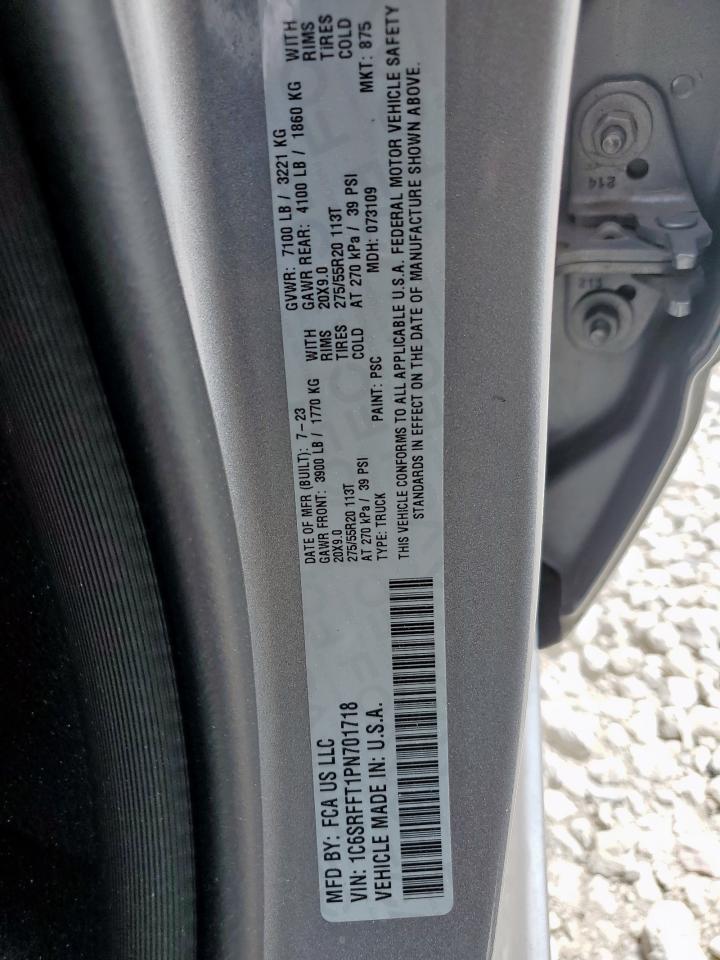 MFD BY: FCA US LLC
VIN: 1C6SRFFT1PN701718
VEHICLE MADE IN: U.S.A.
DATE OF MFR (BUILT): 7-23
GAWR FRONT: 3900 LB / 1770 KG WITH
20X9.0 RIMS
275/55R20 113T TIRES
AT 270 kPa / 39 PSI COLD
TYPE: TRUCK PAINT: PSC
GVWR: 7100 LB / 3221 KG
GAWR REAR: 4100 LB / 1860 KG WITH
20X9.0 RIMS
275/55R20 113T TIRES
AT 270 kPa / 39 PSI COLD
MDH: 073109 MKT: 875
THIS VEHICLE CONFORMS TO ALL APPLICABLE U.S.A. FEDERAL MOTOR VEHICLE SAFETY
STANDARDS IN EFFECT ON THE DATE OF MANUFACTURE SHOWN ABOVE.
214